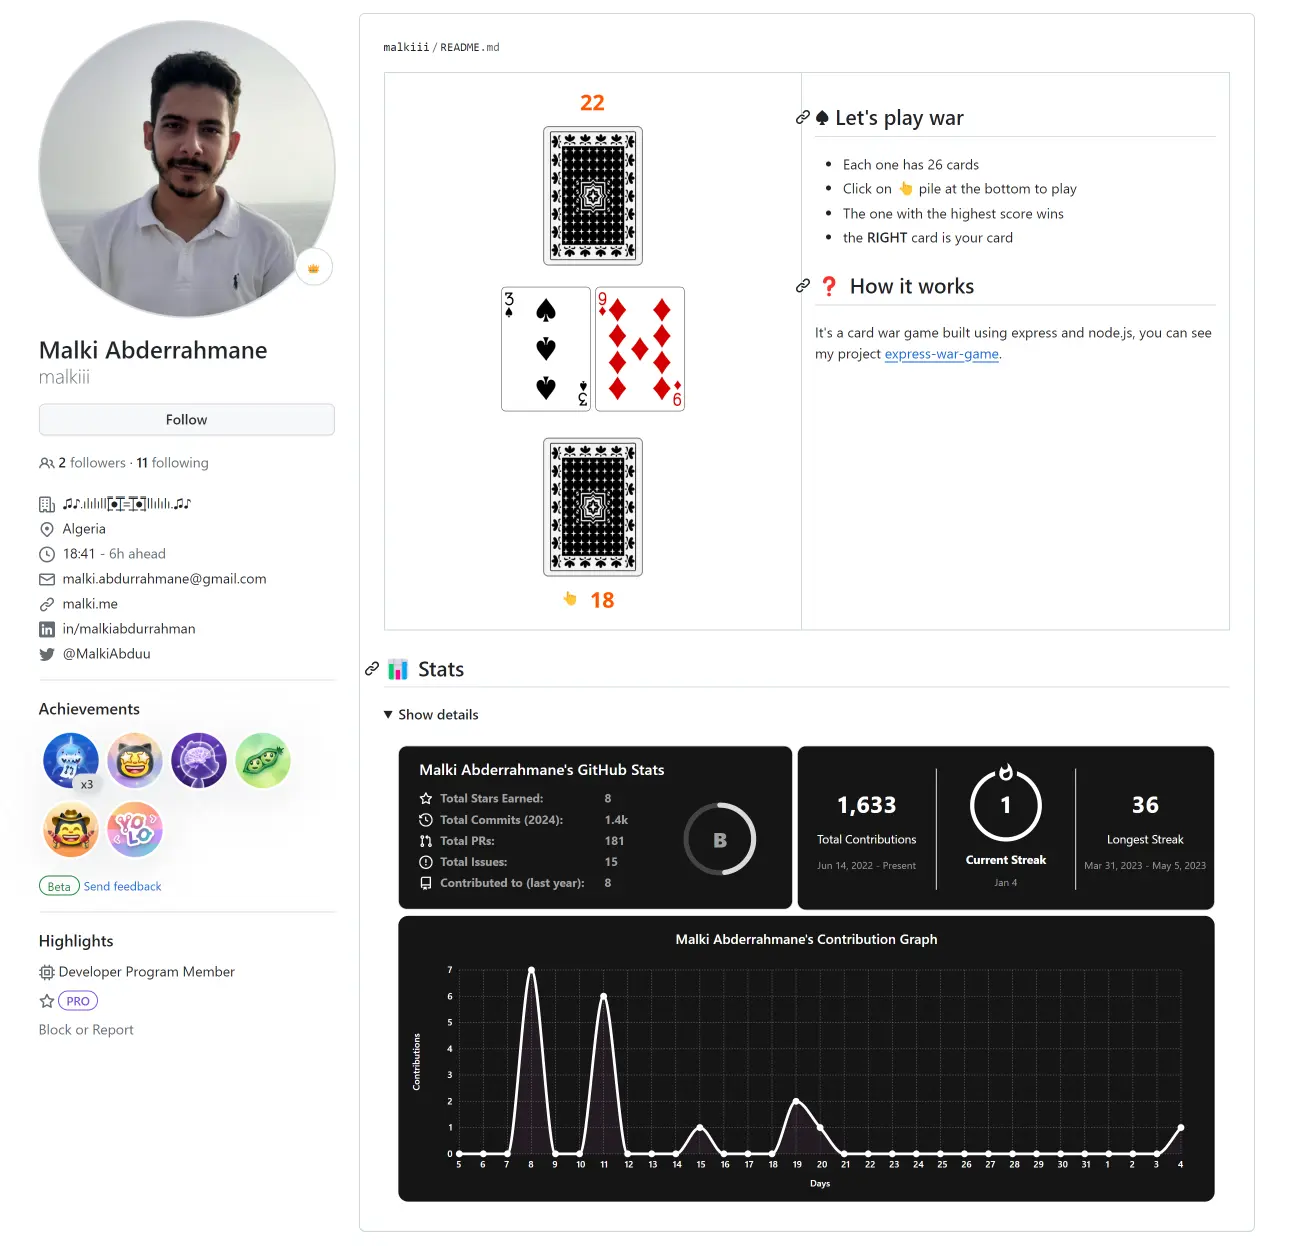 Malki Abderrahmane
malkiii
Follow
2 followers · 11 following
Algeria
18:41 - 6h ahead
malki.abdurrahmane@gmail.com
malki.me
in/malkiabdurrahman
@MalkiAbduu
Achievements
x3
YOLO
Beta Send feedback
Highlights
Developer Program Member
PRO
Block or Report
malkiii / README.md
22
3 9
3 9
👆 18
♠ Let's play war
• Each one has 26 cards
• Click on 👆 pile at the bottom to play
• The one with the highest score wins
• the RIGHT card is your card
❓ How it works
It's a card war game built using express and node.js, you can see
my project express-war-game.
📊 Stats
▼ Show details
Malki Abderrahmane's GitHub Stats
Total Stars Earned: 8
Total Commits (2024): 1.4k
Total PRs: 181
Total Issues: 15
Contributed to (last year): 8
B
1,633
Total Contributions
Jun 14, 2022 - Present
1
Current Streak
Jan 4
36
Longest Streak
Mar 31, 2023 - May 5, 2023
Malki Abderrahmane's Contribution Graph
Contributions
7
6
5
4
3
2
1
0
5 6 7 8 9 10 11 12 13 14 15 16 17 18 19 20 21 22 23 24 25 26 27 28 29 30 31 1 2 3 4
Days